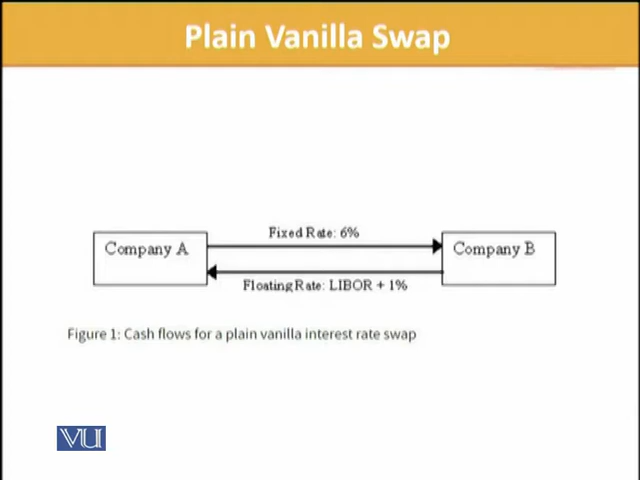 Plain Vanilla Swap
Fixed Rate: 6%
Company A
Company B
Floating Rate: LIBOR + 1%
Figure 1: Cash flows for a plain vanilla interest rate swap
VU